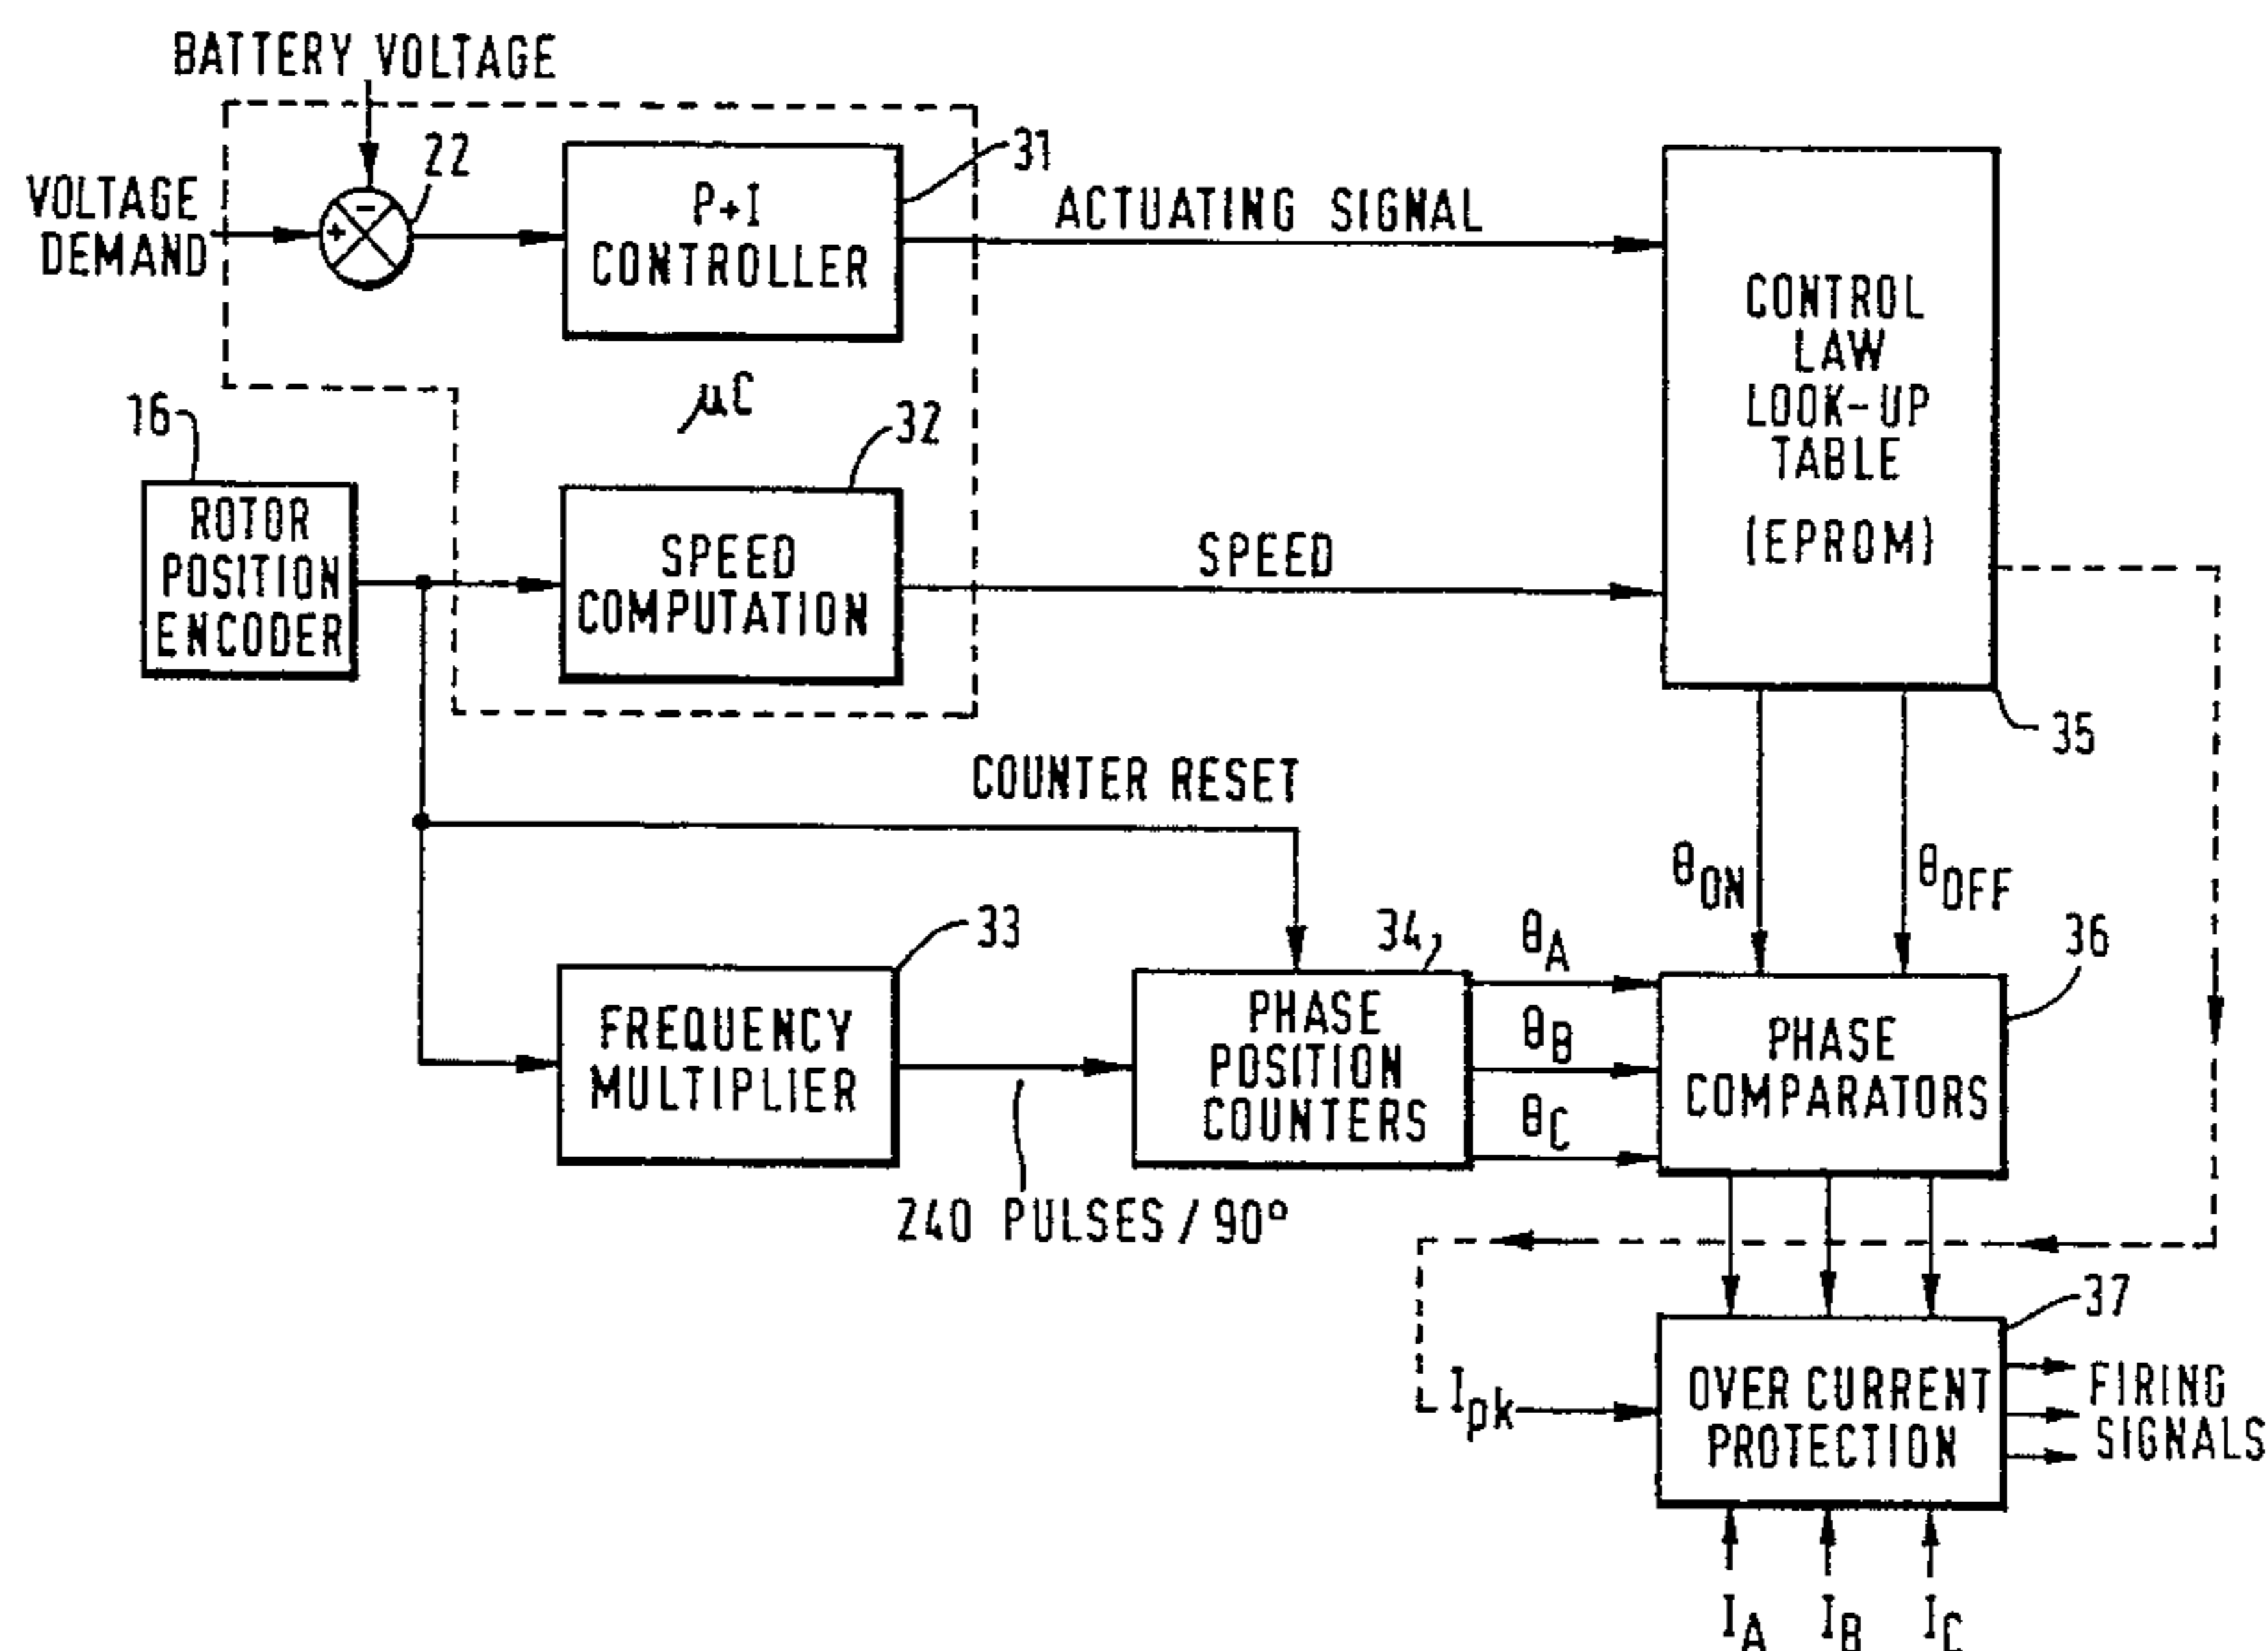 BATTERY VOLTAGE
22
31
VOLTAGE
DEMAND
-
+
P+I
CONTROLLER
ACTUATING SIGNAL
CONTROL
LAW
LOOK-UP
TABLE
(EPROM)
µC
16
32
ROTOR
POSITION
ENCODER
SPEED
COMPUTATION
SPEED
35
COUNTER RESET
θON
θOFF
33
34
36
FREQUENCY
MULTIPLIER
PHASE
POSITION
COUNTERS
θA
θB
θC
PHASE
COMPARATORS
240 PULSES / 90°
37
Ipk
OVER CURRENT
PROTECTION
FIRING
SIGNALS
IA
IB
IC